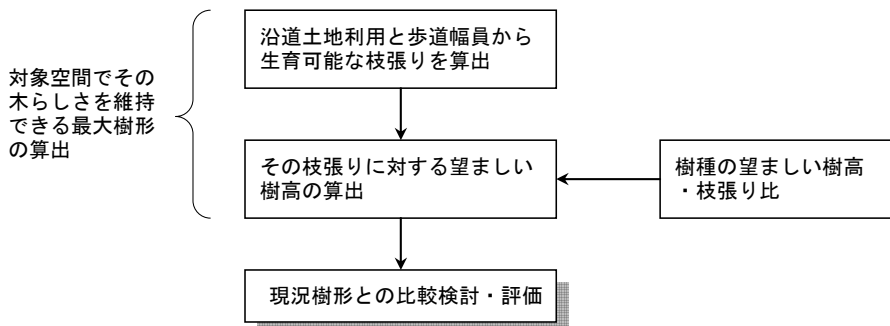 沿道土地利用と歩道幅員から
生育可能な枝張りを算出
対象空間でその
木らしさを維持
できる最大樹形
の算出
その枝張りに対する望ましい
樹高の算出
樹種の望ましい樹高
・枝張り比
現況樹形との比較検討・評価